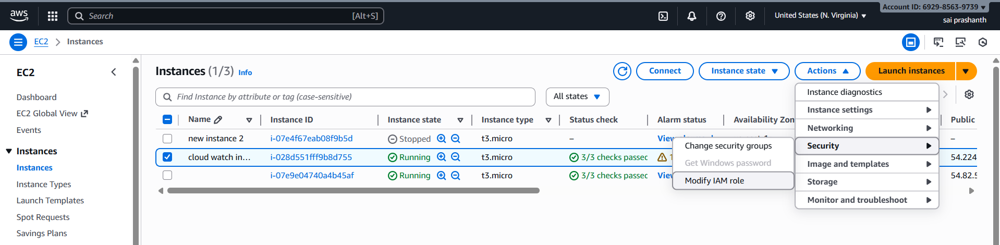 aws
Search [Alt+S]
United States (N. Virginia)
Account ID: 6929-8563-9739
sai prashanth
EC2 Instances
EC2
Dashboard
EC2 Global View
Events
Instances
Instances
Instance Types
Launch Templates
Spot Requests
Savings Plans
Instances (1/3) Info
Connect Instance state Actions Launch instances
Find Instance by attribute or tag (case-sensitive) All states
Name Instance ID Instance state Instance type Status check Alarm status Availability Zon Public
new instance 2 i-07e4f67eab08f9b5d Stopped t3.micro –  –
cloud watch in... i-028d551fff9b8d755 Running t3.micro 3/3 checks passec 54.224
i-07e9e04740a4b45af Running t3.micro 3/3 checks passec 54.82.5
Instance diagnostics
Instance settings
Networking
Security
Image and templates
Storage
Monitor and troubleshoot
Change security groups
Get Windows password
Modify IAM role